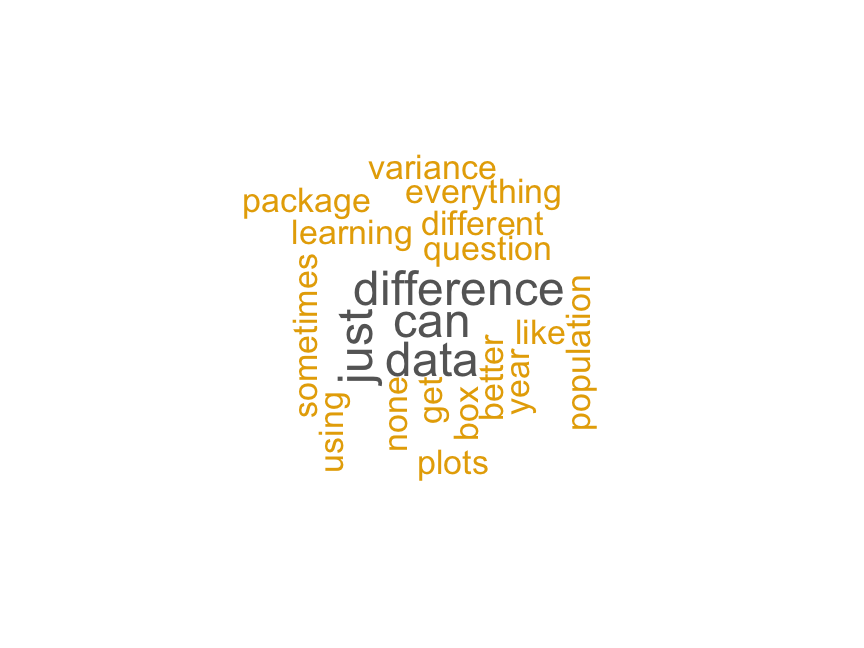 variance
everything
package
different
learning
question
sometimes
difference
population
just
can
like
data
better
year
using
none
get
box
plots